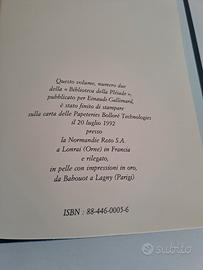 Questo volume, numero due
della « Biblioteca della Pléiade »,
pubblicato per Einaudi-Gallimard,
è stato finito di stampare
sulla carta delle Papeteries Bolloré Technologies
il 20 luglio 1992
presso
la Normandie Roto S.A.
a Lonrai (Orne) in Francia
e rilegato,
in pelle con impressioni in oro,
da Babouot a Lagny (Parigi)
ISBN : 88-446-0005-6
subito